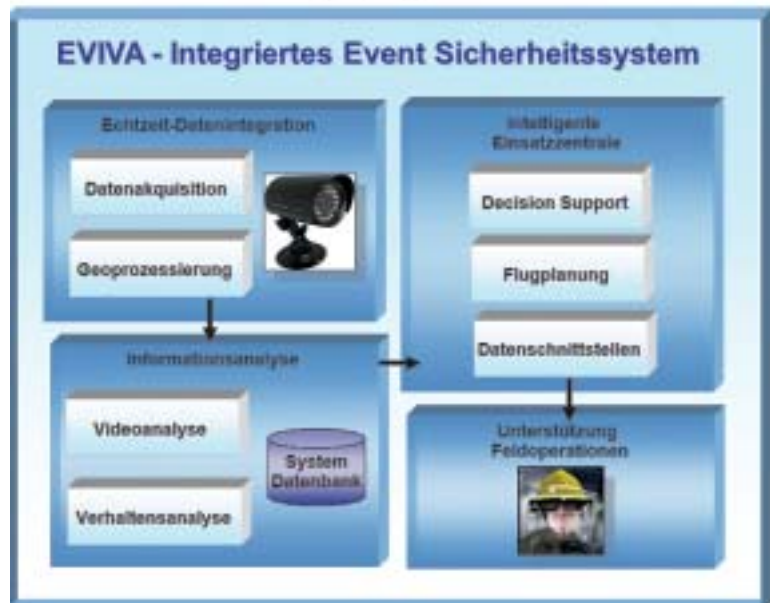 EVIVA - Integriertes Event Sicherheitssystem
Echtzeit-Datenintegration
Datenakquisition
Geoprozessierung
Informationsanalyse
Videoanalyse
Verhaltensanalyse
System
Datenbank
Intelligente
Einsatzzentrale
Decision Support
Flugplanung
Datenschnittstellen
Unterstützung
Feldoperationen